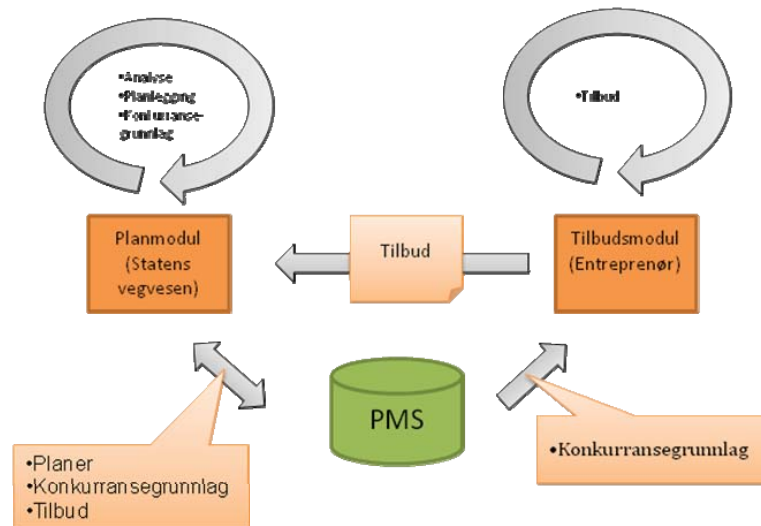 •Analyse
•Planlegging
•Konkurranse-
grunnlag
•Tilbud
Planmodul
(Statens
vegvesen)
Tilbud
Tilbudsmodul
(Entreprenør)
PMS
•Planer
•Konkurransegrunnlag
•Tilbud
•Konkurransegrunnlag